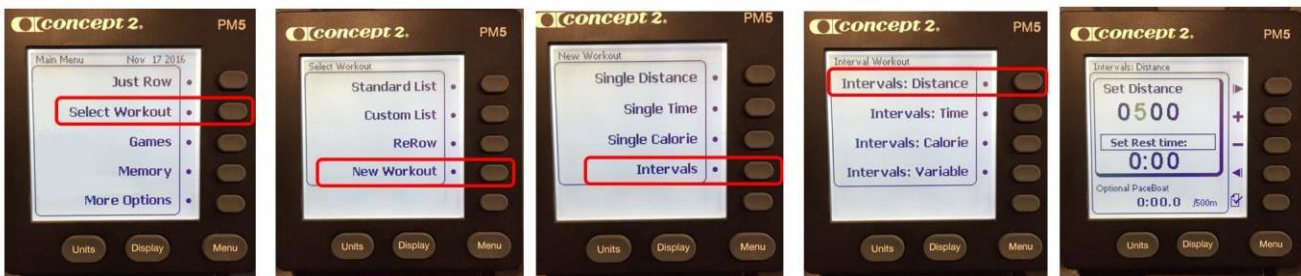 concept 2. PM5
Main Menu Nov 17 2016
Just Row
Select Workout
Games
Memory
More Options
Units Display Menu
concept 2. PM5
Select Workout
Standard List
Custom List
ReRow
New Workout
Units Display Menu
concept 2. PM5
New Workout
Single Distance
Single Time
Single Calorie
Intervals
Units Display Menu
concept 2. PM5
Interval Workout
Intervals: Distance
Intervals: Time
Intervals: Calorie
Intervals: Variable
Units Display Menu
concept 2. PM5
Intervals: Distance
Set Distance
0500
Set Rest time:
0:00
Optional PaceBoat
0:00.0 /500m
Units Display Menu